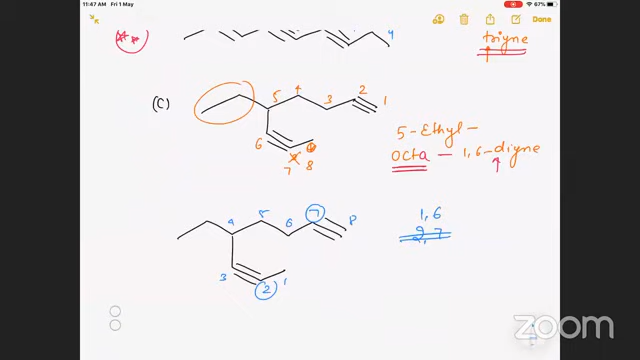 11:47 AM Fri 1 May
67%
Done
4
triyne
(C)
5 4 3 2 1
6 7 8
5-Ethyl-
octa-1,6-diyne
4 5 6 7 8
3 2 1
1,6
2,7
zoom